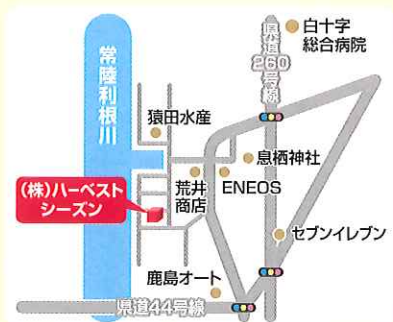 常陸利根川
県道260号線
白十字
総合病院
猿田水産
息栖神社
荒井
商店
ENEOS
(株)ハーベスト
シーズン
セブンイレブン
鹿島オート
県道44号線